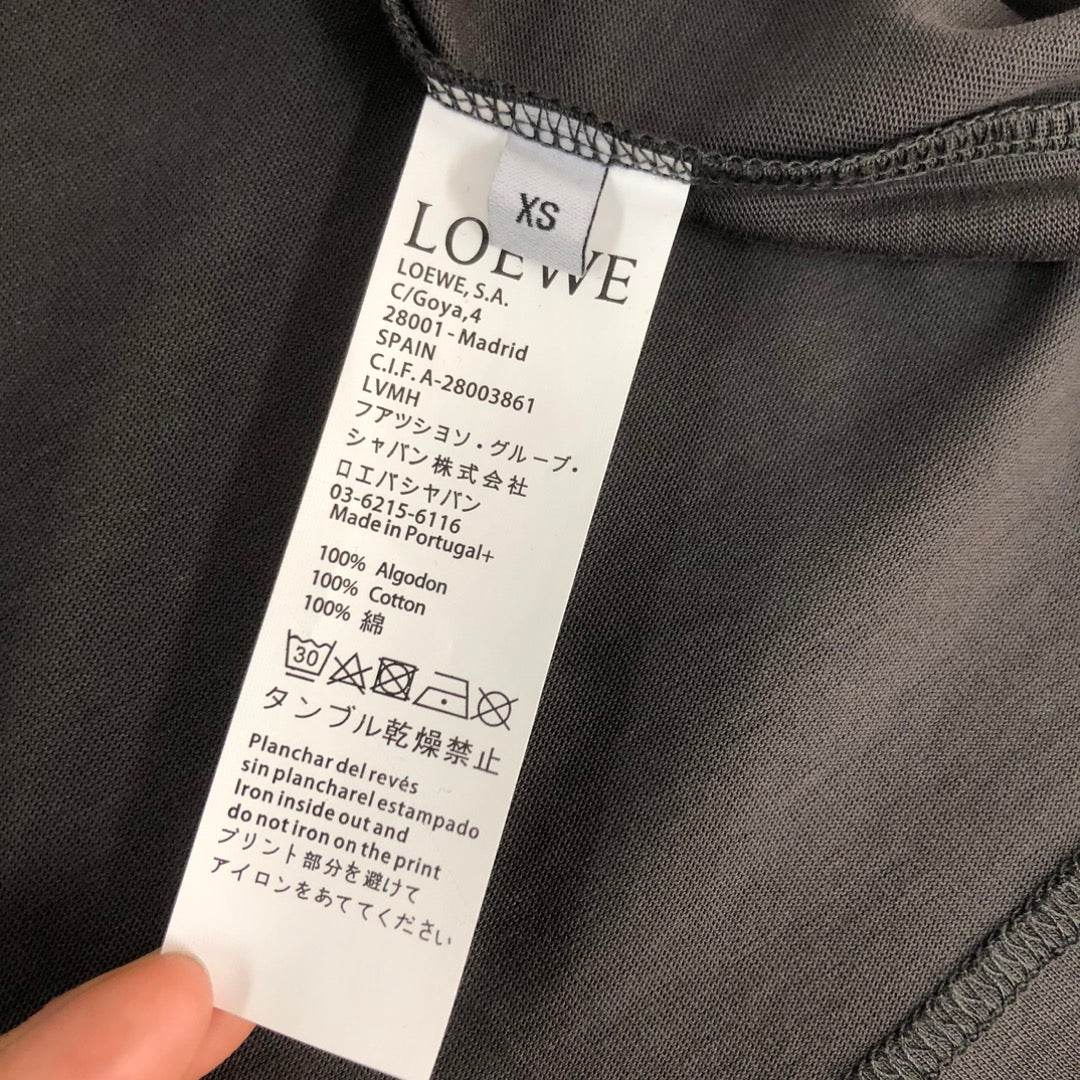 XS
LOEWE
LOEWE, S.A.
C/Goya,4
28001 - Madrid
SPAIN
C.I.F. A-28003861
LVMH
フアツシヨソ・グループ・
シャパン株式会社
ロエバシヤパン
03-6215-6116
Made in Portugal+
100% Algodon
100% Cotton
100% 綿
30
タンブル乾燥禁止
Planchar del revés
sin plancharel estampado
Iron inside out and
do not iron on the print
プリント部分を避けて
アイロンをあててください